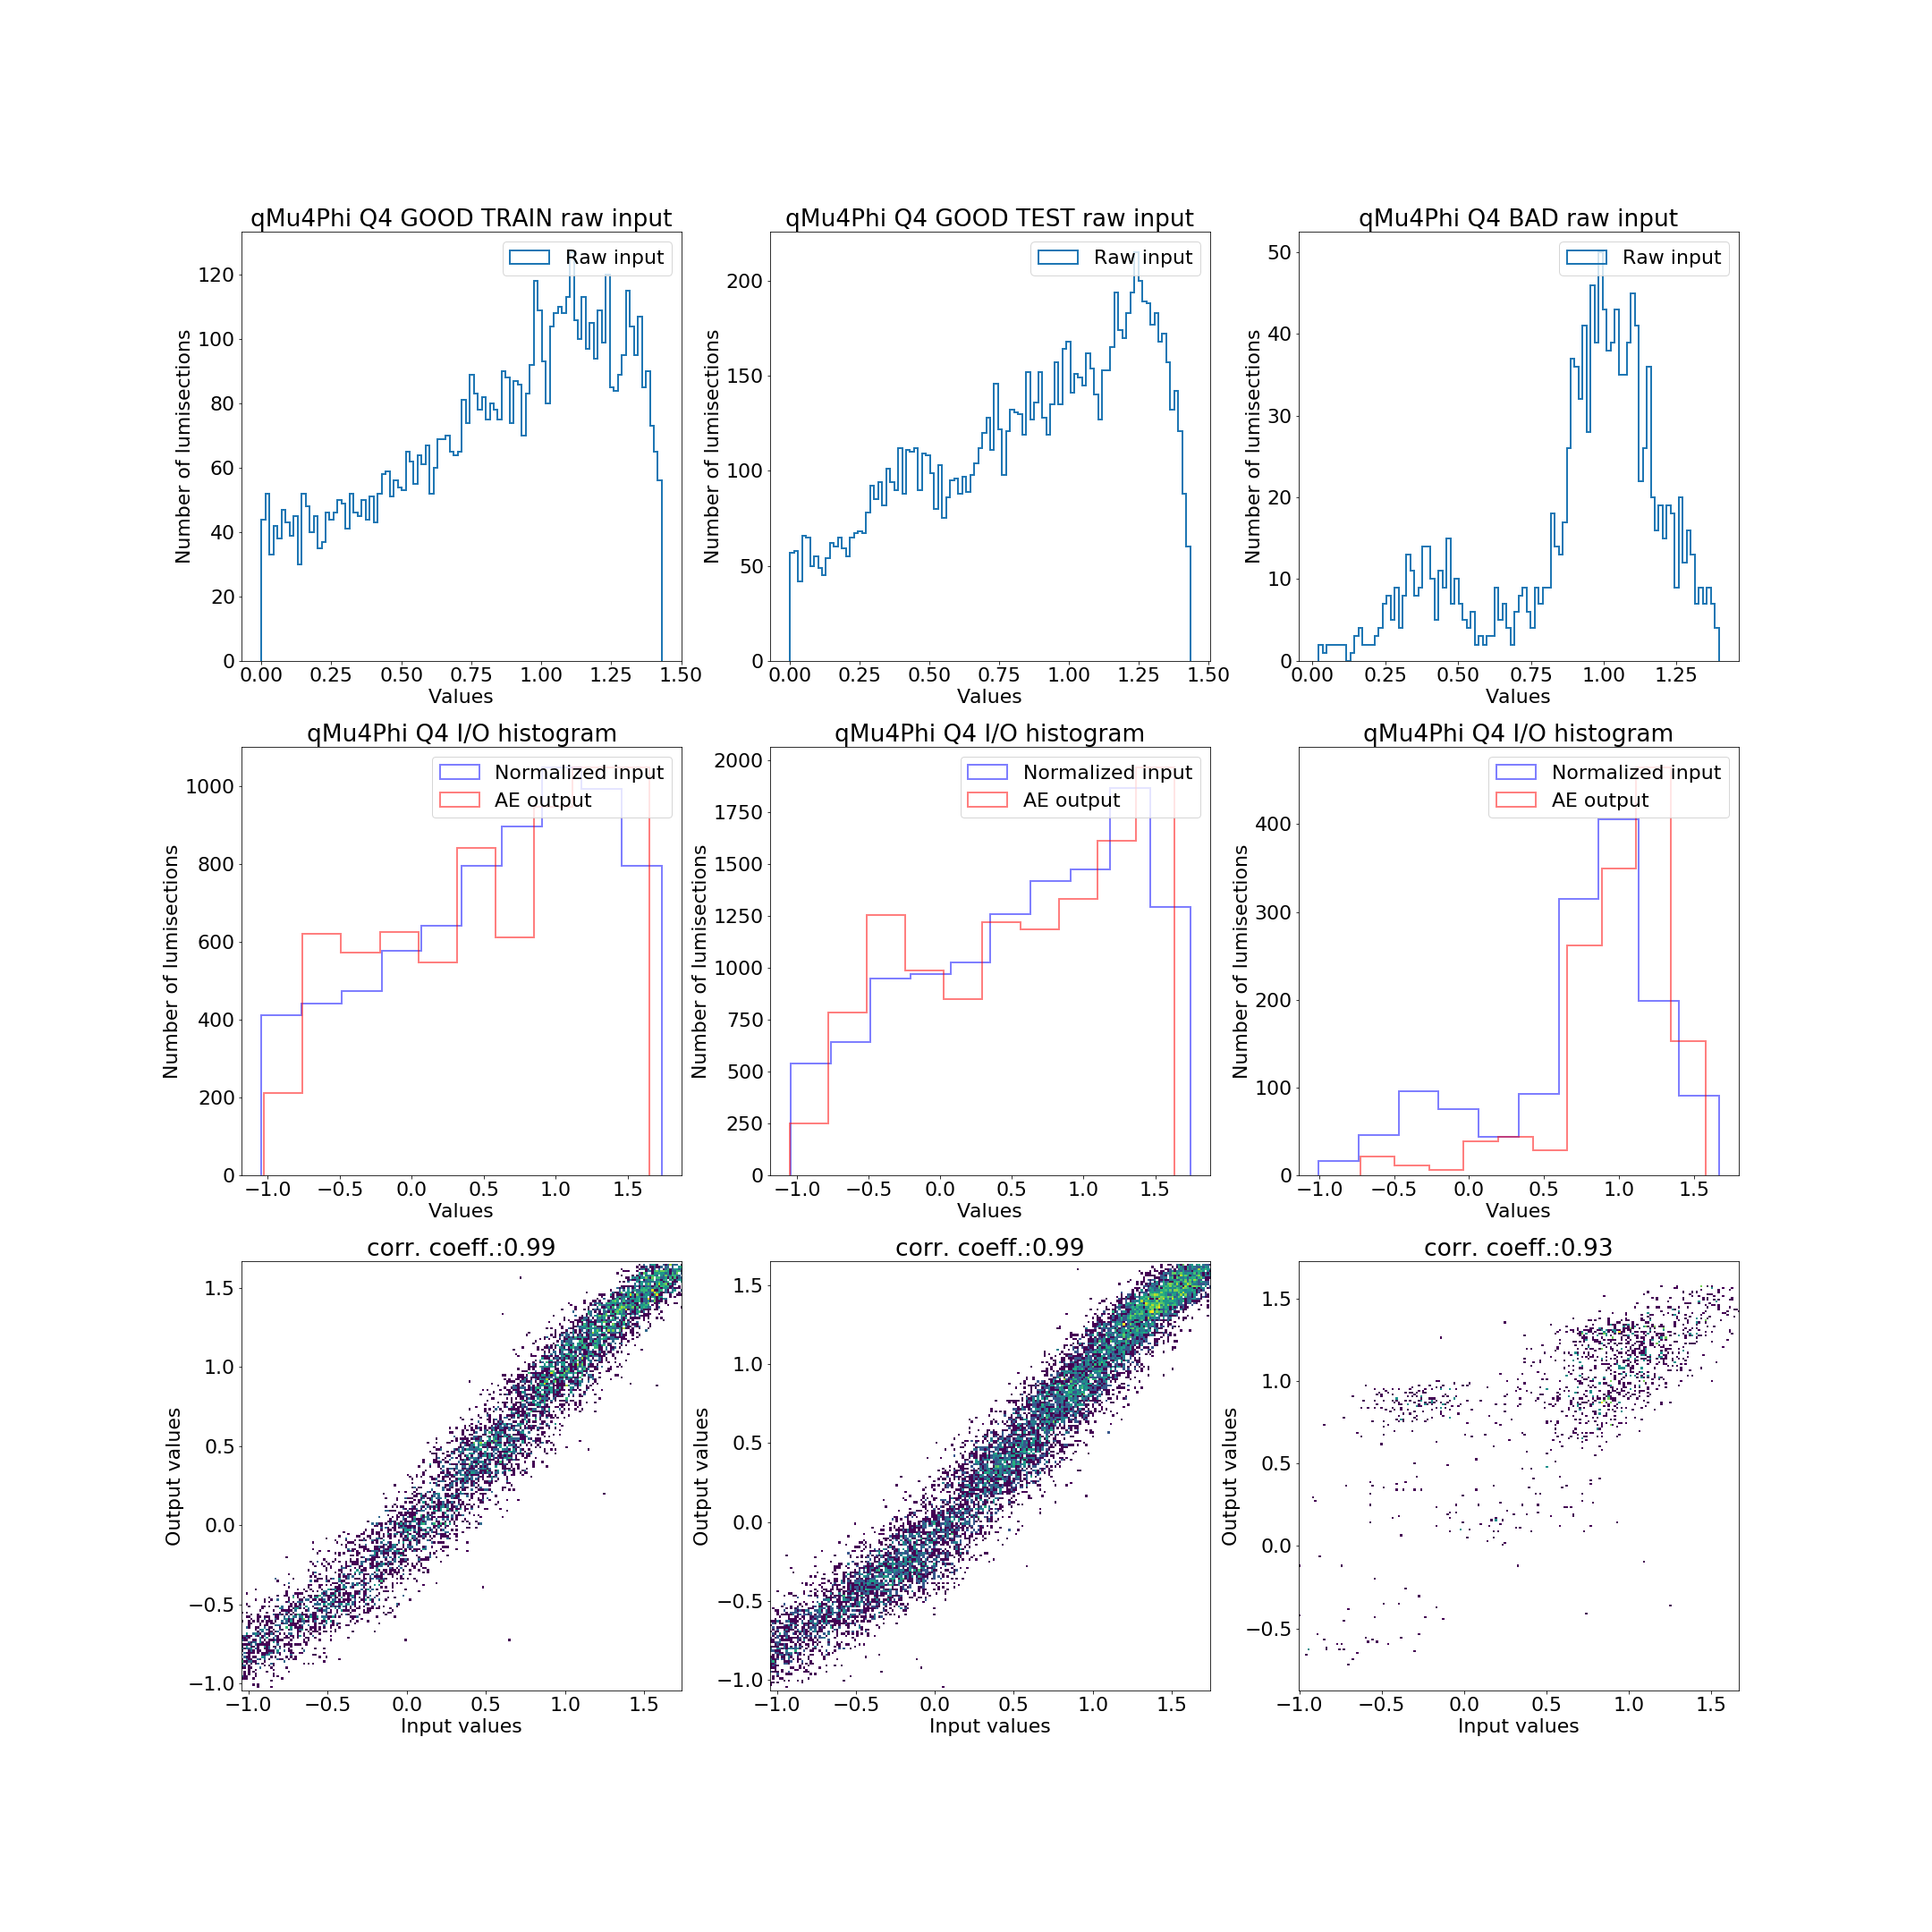 qMu4Phi Q4 GOOD TRAIN raw input
qMu4Phi Q4 GOOD TEST raw input
qMu4Phi Q4 BAD raw input
Raw input
Raw input
Raw input
Number of lumisections
120
100
80
60
40
20
0
0.00 0.25 0.50 0.75 1.00 1.25 1.50
Values
Number of lumisections
200
150
100
50
0
0.00 0.25 0.50 0.75 1.00 1.25 1.50
Values
Number of lumisections
50
40
30
20
10
0
0.00 0.25 0.50 0.75 1.00 1.25
Values
qMu4Phi Q4 I/O histogram
qMu4Phi Q4 I/O histogram
qMu4Phi Q4 I/O histogram
Normalized input
AE output
Normalized input
AE output
Normalized input
AE output
Number of lumisections
1000
800
600
400
200
0
−1.0 −0.5 0.0 0.5 1.0 1.5
Values
Number of lumisections
2000
1750
1500
1250
1000
750
500
250
0
−1.0 −0.5 0.0 0.5 1.0 1.5
Values
Number of lumisections
400
300
200
100
0
−1.0 −0.5 0.0 0.5 1.0 1.5
Values
corr. coeff.:0.99
corr. coeff.:0.99
corr. coeff.:0.93
Output values
1.5
1.0
0.5
0.0
−0.5
−1.0
−1.0 −0.5 0.0 0.5 1.0 1.5
Input values
Output values
1.5
1.0
0.5
0.0
−0.5
−1.0
−1.0 −0.5 0.0 0.5 1.0 1.5
Input values
Output values
1.5
1.0
0.5
0.0
−0.5
−1.0 −0.5 0.0 0.5 1.0 1.5
Input values